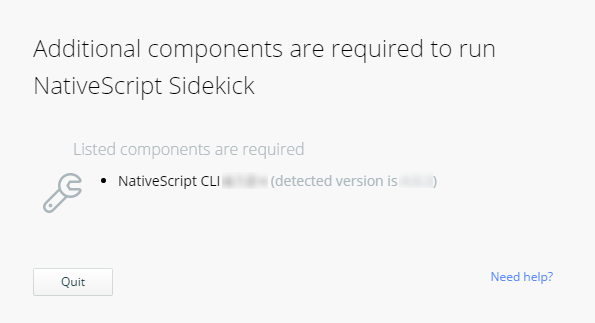 Additional components are required to run
NativeScript Sidekick
Listed components are required
• NativeScript CLI (detected version is )
Quit
Need help?